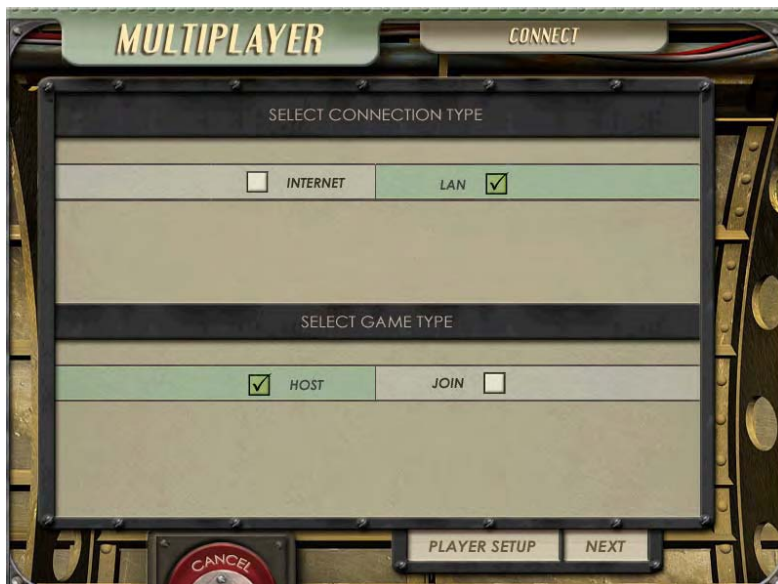 MULTIPLAYER
CONNECT
SELECT CONNECTION TYPE
INTERNET LAN
SELECT GAME TYPE
HOST JOIN
PLAYER SETUP NEXT
CANCEL